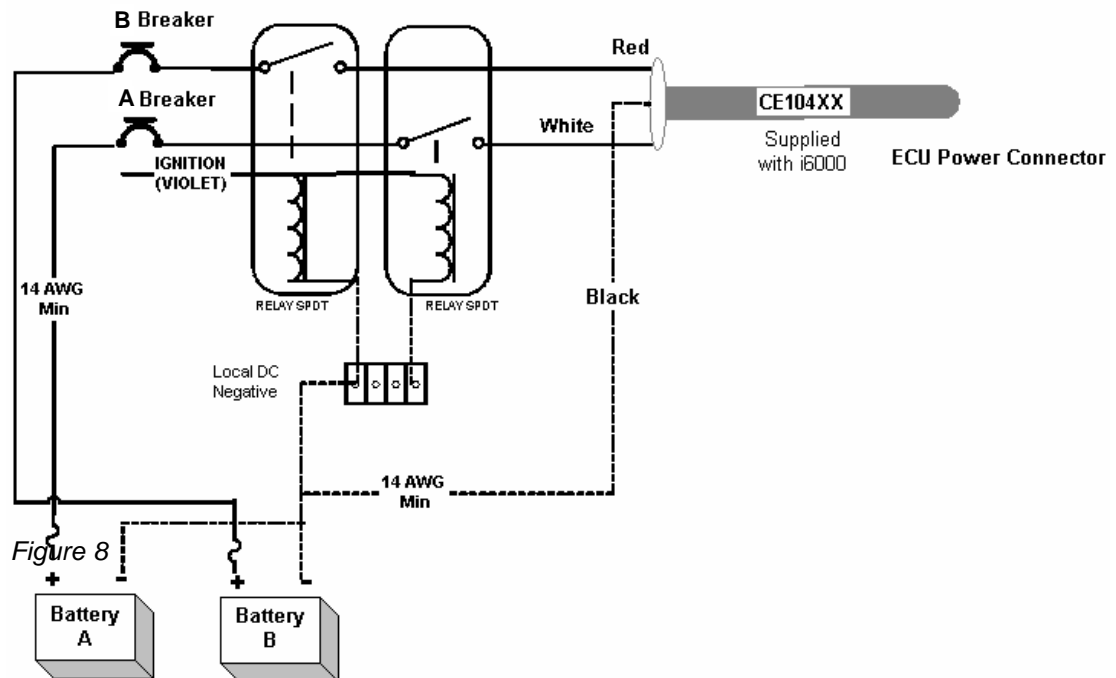 B Breaker
Red
A Breaker
CE104XX
White
Supplied
with i6000
ECU Power Connector
IGNITION
(VIOLET)
14 AWG
Min
RELAY SPDT
RELAY SPDT
Black
Local DC
Negative
14 AWG
Min
Figure 8
+
-
+
-
Battery
A
Battery
B